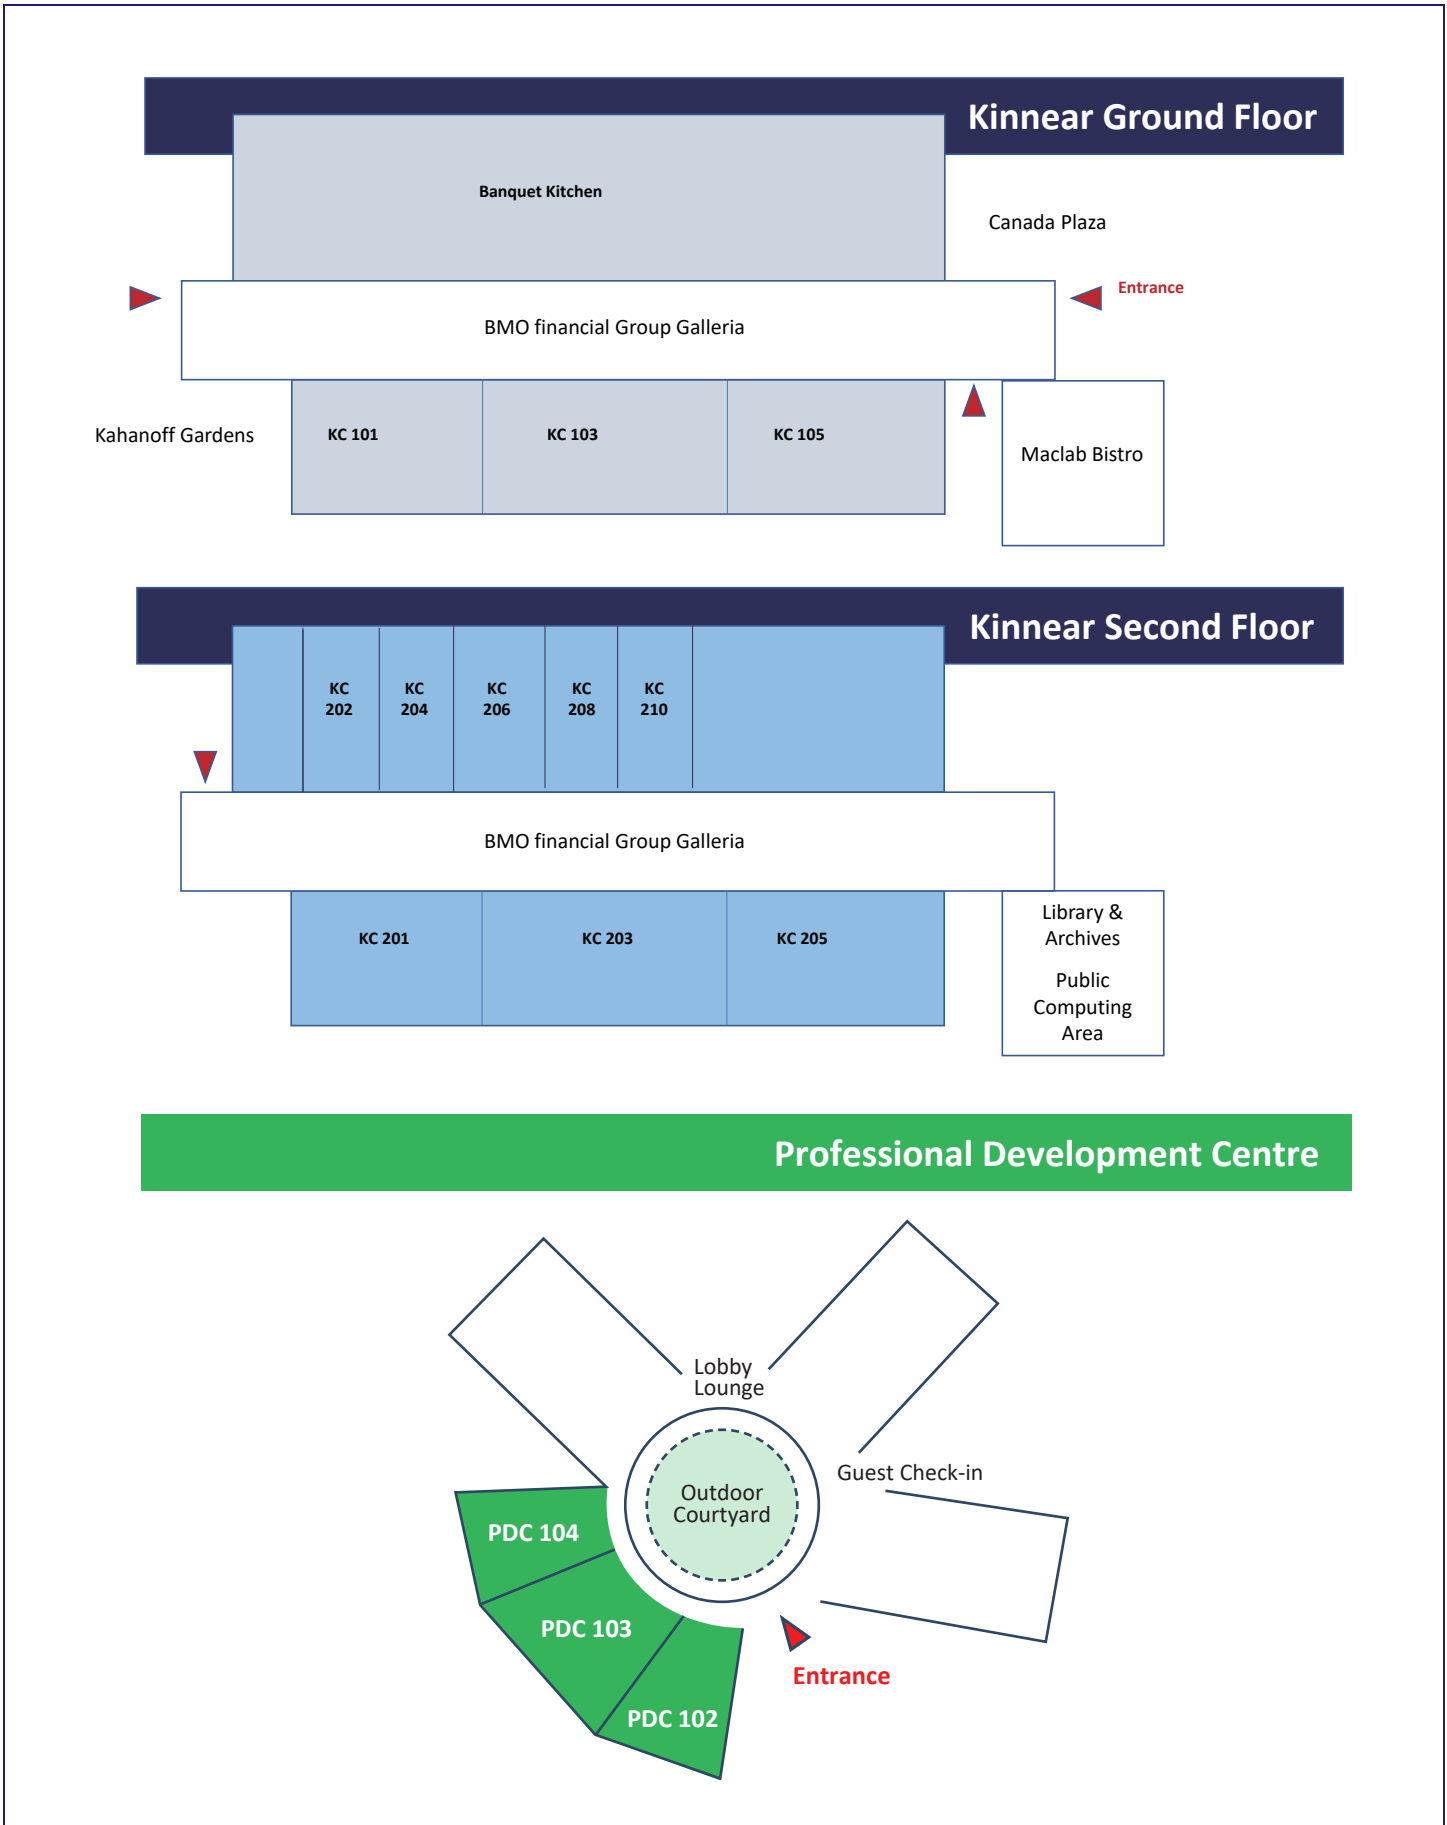 Kinnear Ground Floor
Banquet Kitchen
Canada Plaza
Entrance
BMO financial Group Galleria
Kahanoff Gardens
KC 101
KC 103
KC 105
Maclab Bistro
Kinnear Second Floor
KC
202
KC
204
KC
206
KC
208
KC
210
BMO financial Group Galleria
KC 201
KC 203
KC 205
Library &
Archives
Public
Computing
Area
Professional Development Centre
Lobby
Lounge
Guest Check-in
Outdoor
Courtyard
PDC 104
PDC 103
PDC 102
Entrance